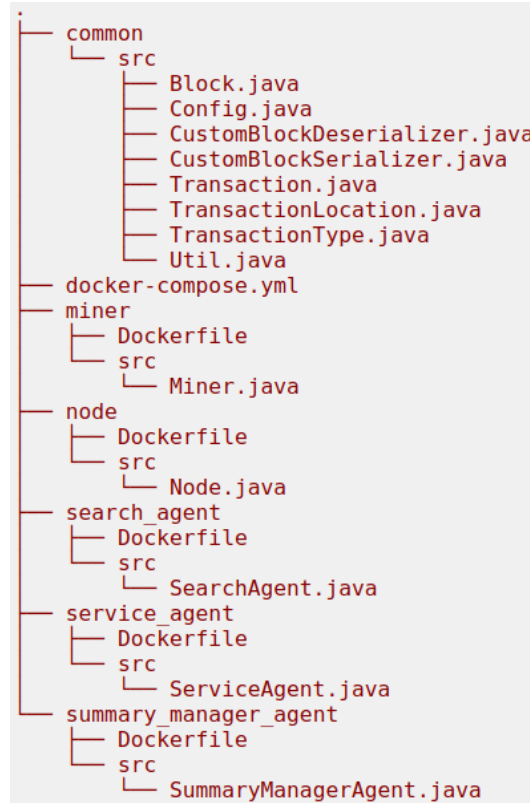 .
├── common
│   └── src
│       ├── Block.java
│       ├── Config.java
│       ├── CustomBlockDeserializer.java
│       ├── CustomBlockSerializer.java
│       ├── Transaction.java
│       ├── TransactionLocation.java
│       ├── TransactionType.java
│       └── Util.java
├── docker-compose.yml
├── miner
│   ├── Dockerfile
│   └── src
│       └── Miner.java
├── node
│   ├── Dockerfile
│   └── src
│       └── Node.java
├── search_agent
│   ├── Dockerfile
│   └── src
│       └── SearchAgent.java
├── service_agent
│   ├── Dockerfile
│   └── src
│       └── ServiceAgent.java
└── summary_manager_agent
    ├── Dockerfile
    └── src
        └── SummaryManagerAgent.java